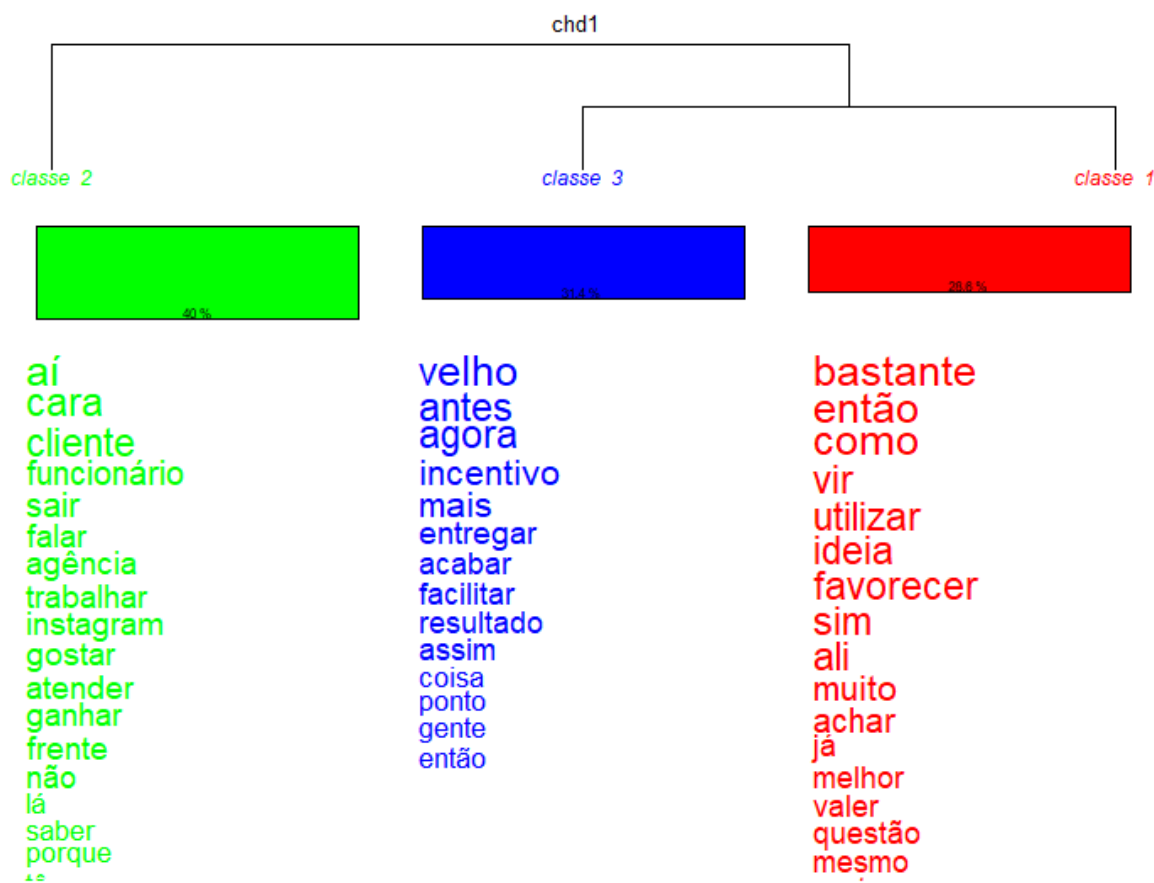 chd1
classe 2
classe 3
classe 1
40 %
31.4 %
28.6 %
aí
cara
cliente
funcionário
sair
falar
agência
trabalhar
instagram
gostar
atender
ganhar
frente
não
lá
saber
porque
velho
antes
agora
incentivo
mais
entregar
acabar
facilitar
resultado
assim
coisa
ponto
gente
então
bastante
então
como
vir
utilizar
ideia
favorecer
sim
ali
muito
achar
já
melhor
valer
questão
mesmo